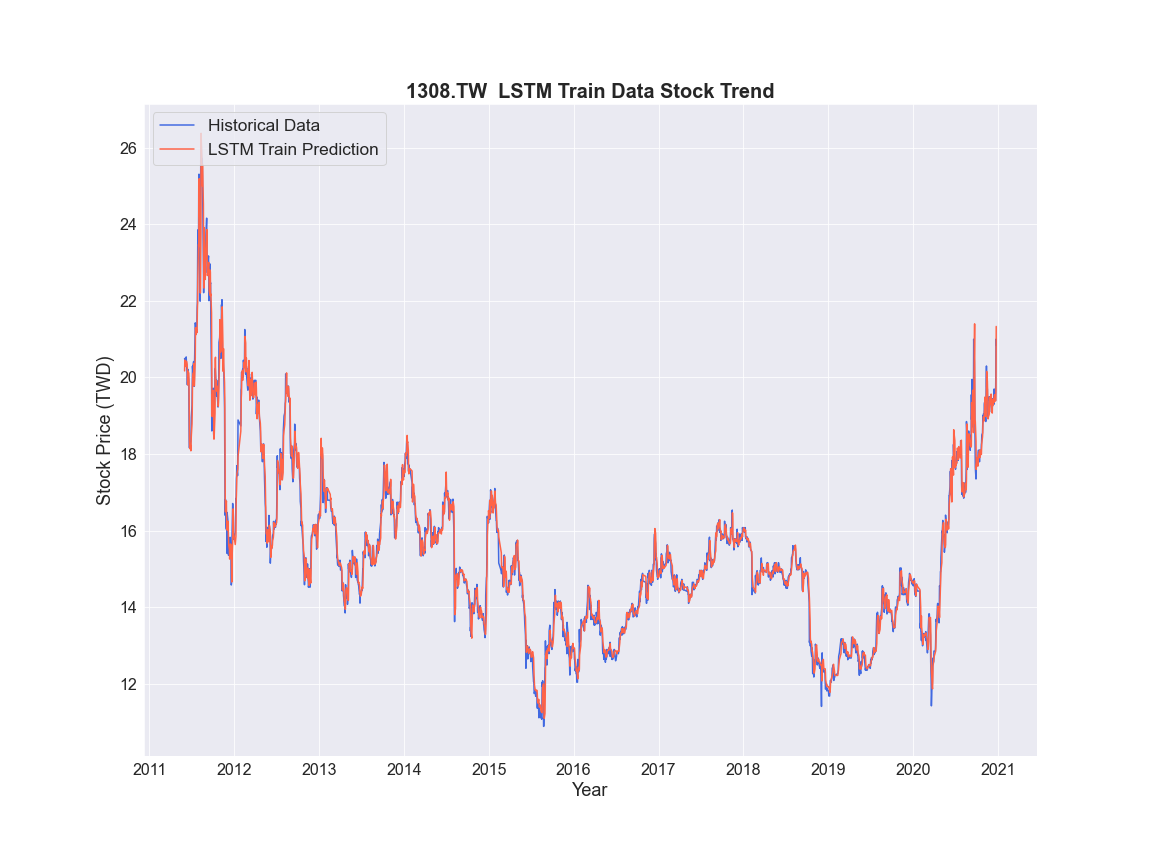 1308.TW  LSTM Train Data Stock Trend
Historical Data
LSTM Train Prediction
Stock Price (TWD)
26
24
22
20
18
16
14
12
2011 2012 2013 2014 2015 2016 2017 2018 2019 2020 2021
Year